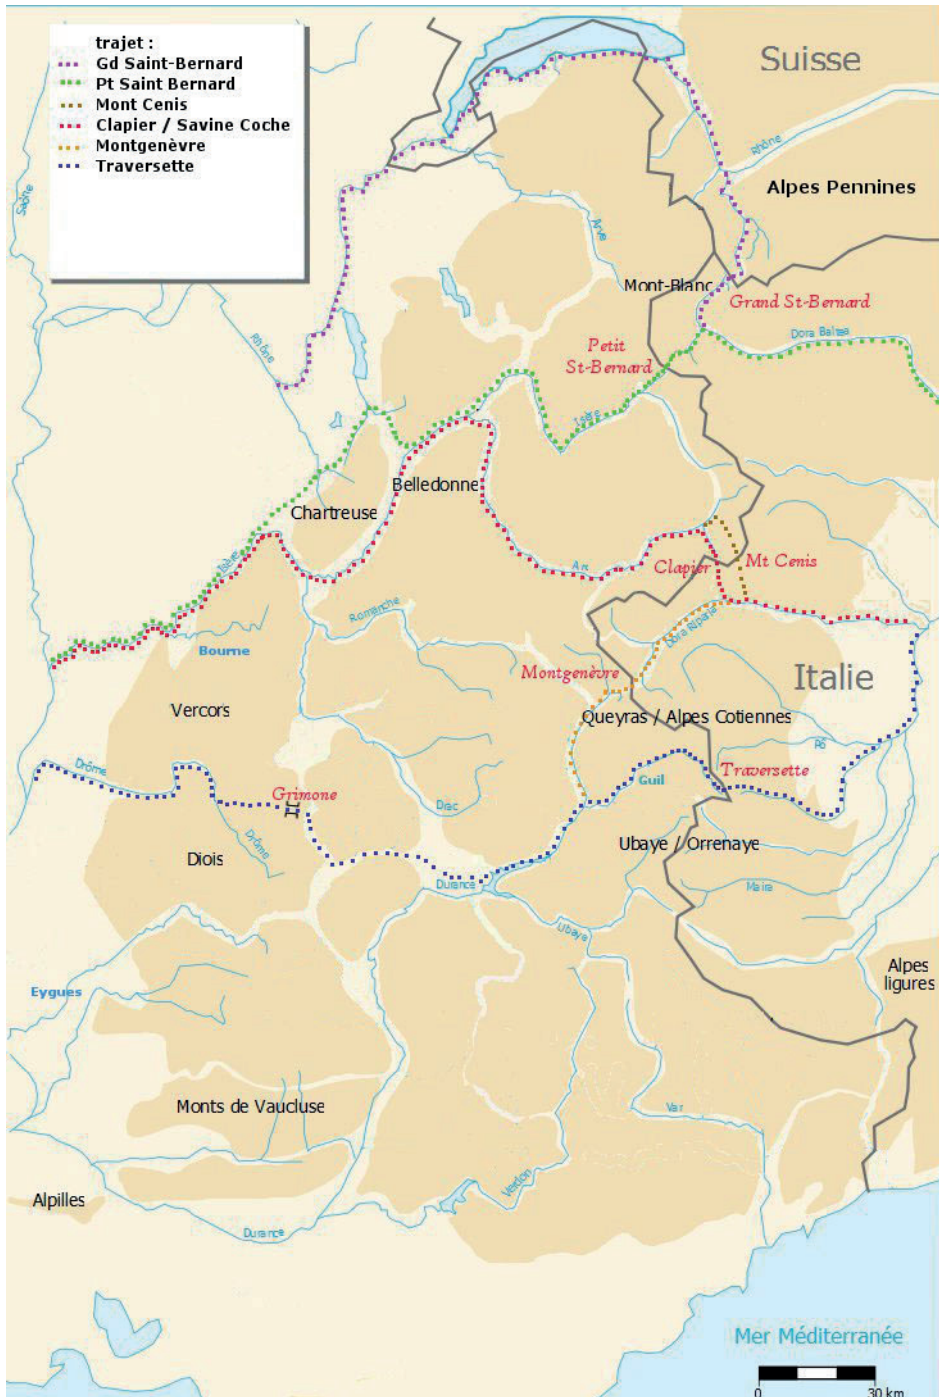 trajet :
Gd Saint-Bernard
Pt Saint Bernard
Mont Cenis
Clapier / Savine Coche
Montgenèvre
Traversette
Suisse
Rhône
Alpes Pennines
Saône
Arve
Mont-Blanc
Grand St-Bernard
Dora Baltea
Rhône
Petit
St-Bernard
Isère
Belledonne
Chartreuse
Isère
Arc
Clapier
Mt Cenis
Romanche
Dora Riparia
Bourne
Montgenèvre
Italie
Vercors
Queyras / Alpes Cotiennes
Pô
Drôme
Guil
Traversette
Grimone
Drac
Drôme
Diois
Ubaye / Orrenaye
Durance
Maira
Ubaye
Alpes
ligures
Eygues
Monts de Vaucluse
Var
Verdon
Alpilles
Durance
Mer Méditerranée
0
30 km